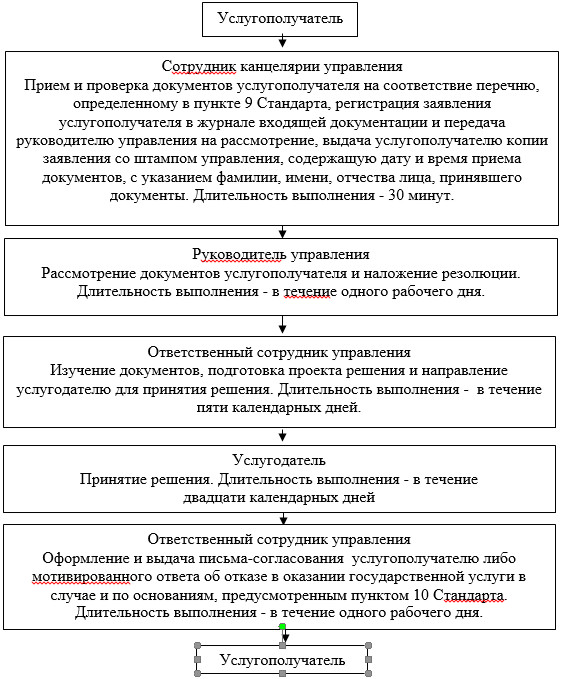 Услугополучатель
Сотрудник канцелярии управления
Прием и проверка документов услугополучателя на соответствие перечню,
определенному в пункте 9 Стандарта, регистрация заявления
услугополучателя в журнале входящей документации и передача
руководителю управления на рассмотрение, выдача услугополучателю копии
заявления со штампом управления, содержащую дату и время приема
документов, с указанием фамилии, имени, отчества лица, принявшего
документы. Длительность выполнения - 30 минут.
Руководитель управления
Рассмотрение документов услугополучателя и наложение резолюции.
Длительность выполнения - в течение одного рабочего дня.
Ответственный сотрудник управления
Изучение документов, подготовка проекта решения и направление
услугодателю для принятия решения. Длительность выполнения - в течение
пяти календарных дней.
Услугодатель
Принятие решения. Длительность выполнения - в течение
двадцати календарных дней
Ответственный сотрудник управления
Оформление и выдача письма-согласования услугополучателю либо
мотивированного ответа об отказе в оказании государственной услуги в
случае и по основаниям, предусмотренным пунктом 10 Стандарта.
Длительность выполнения - в течение одного рабочего дня.
Услугополучатель